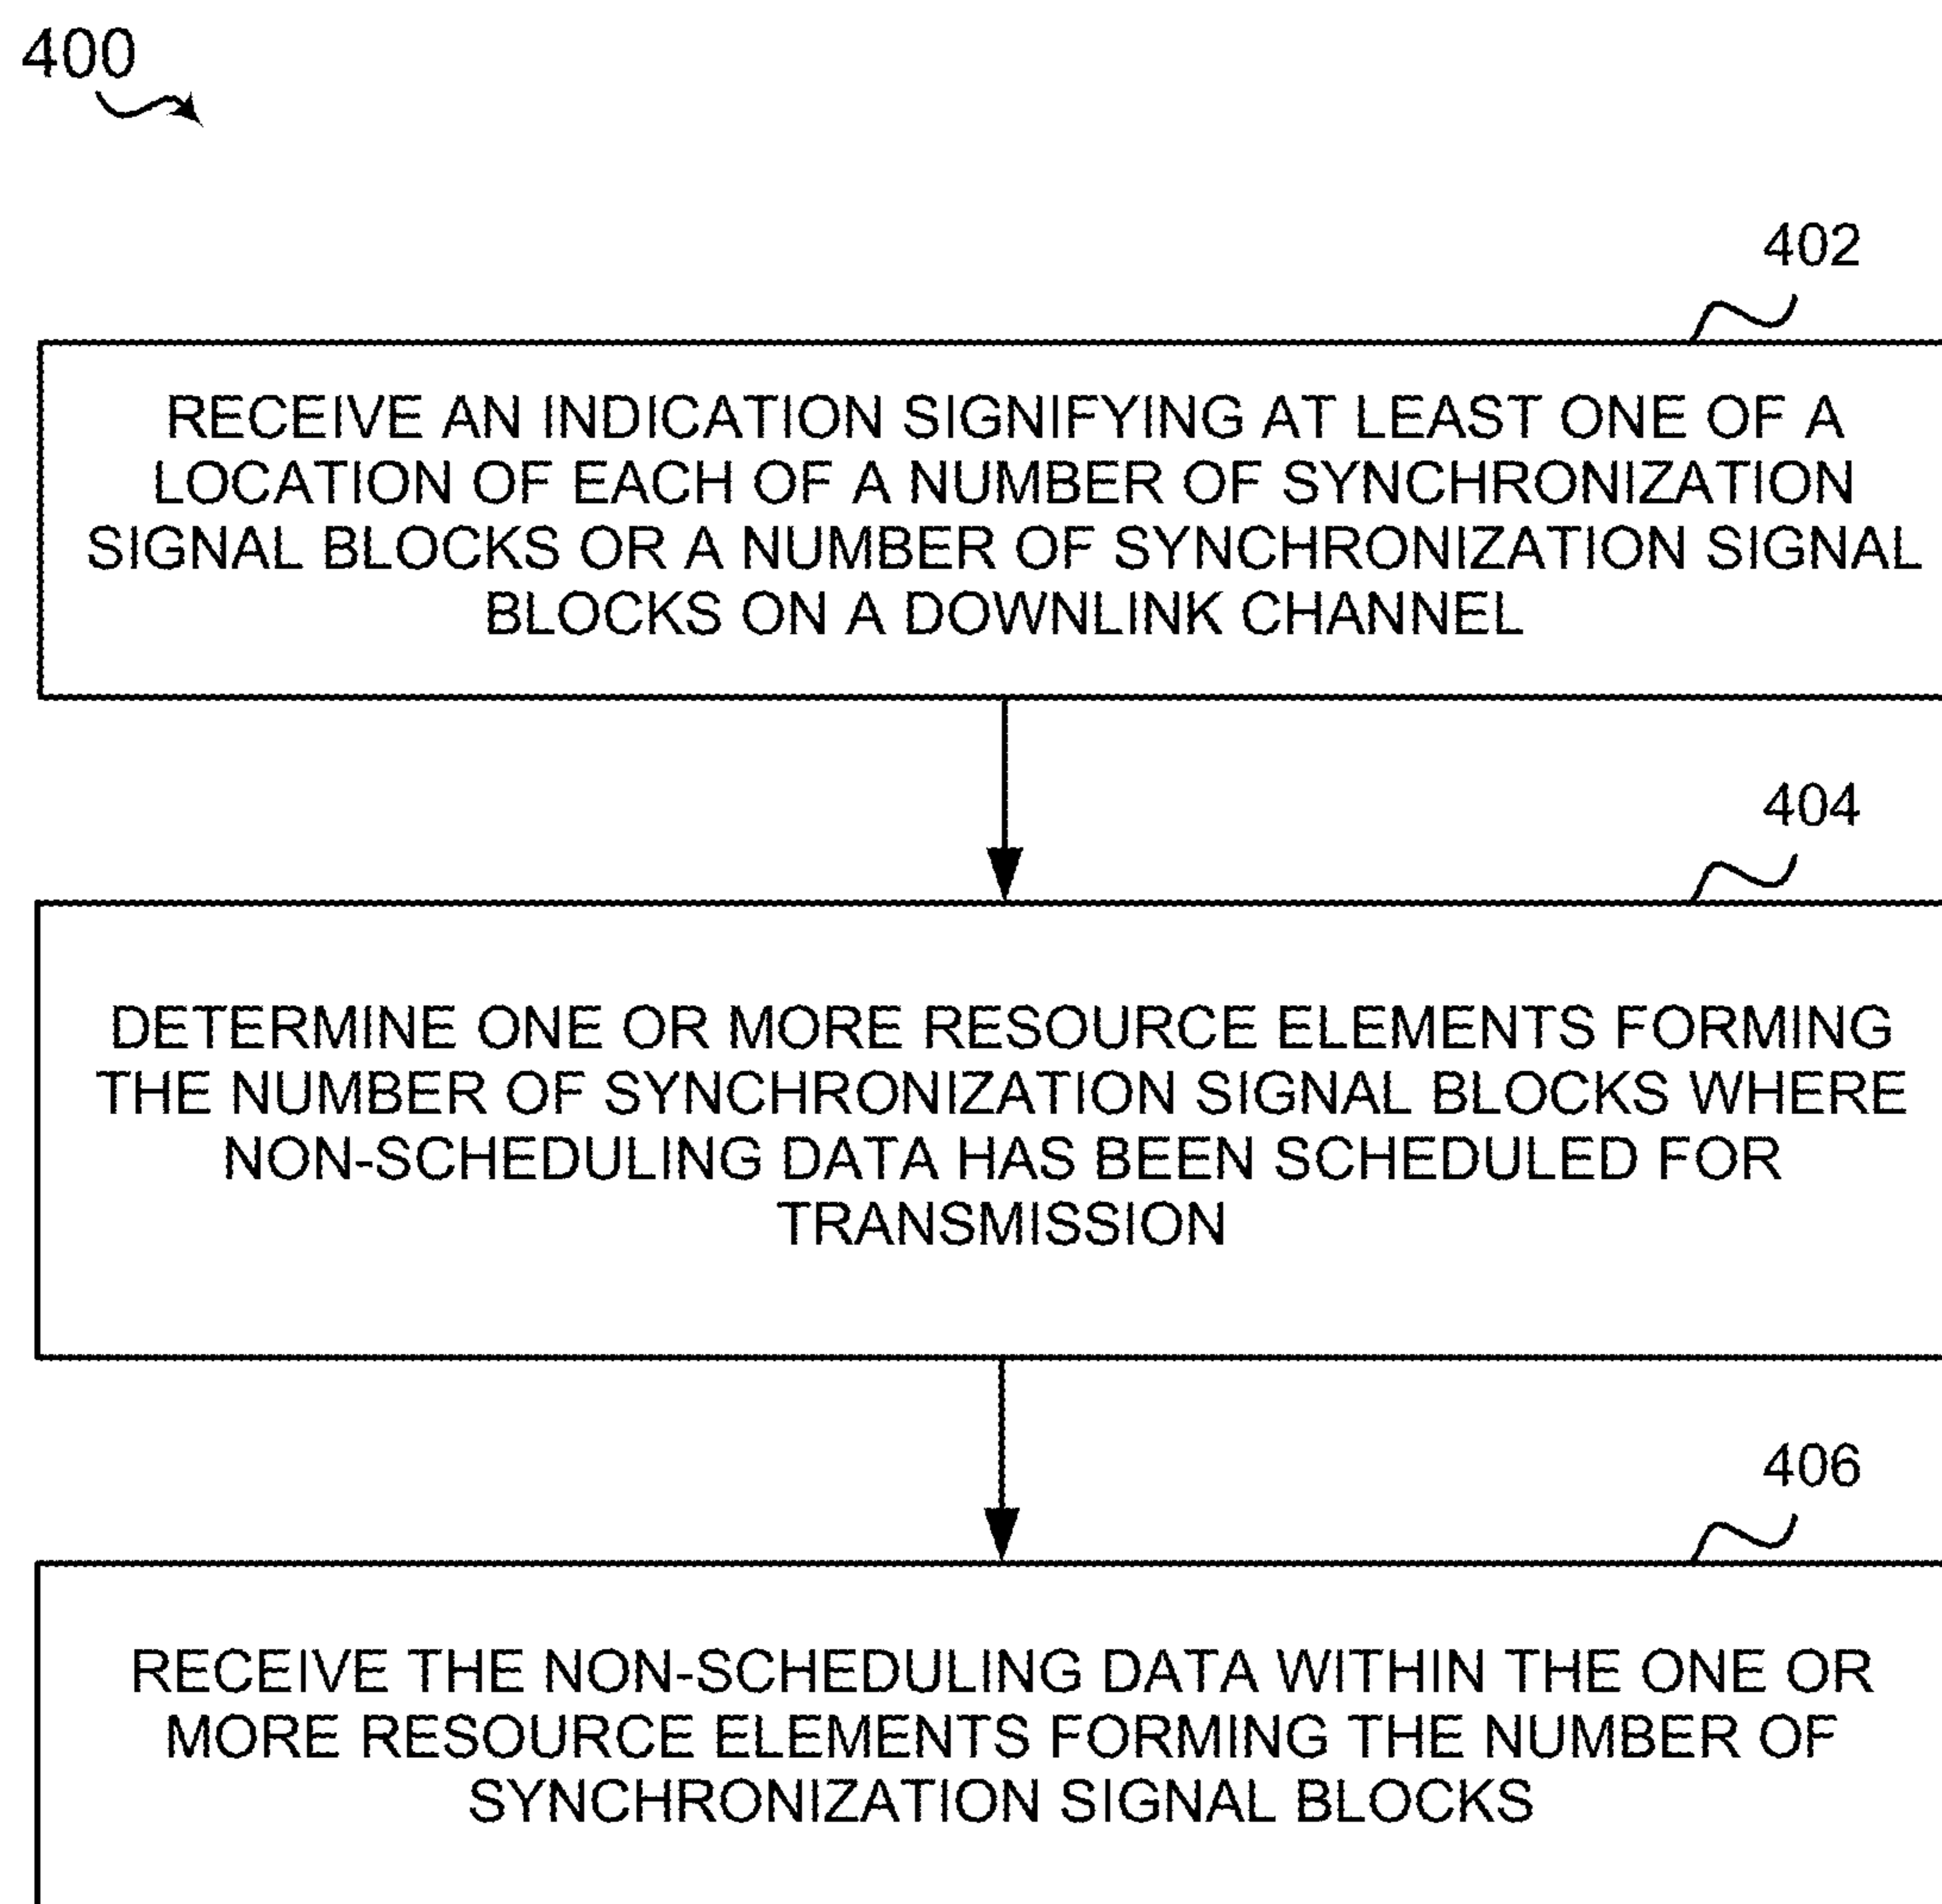 400
402
RECEIVE AN INDICATION SIGNIFYING AT LEAST ONE OF A
LOCATION OF EACH OF A NUMBER OF SYNCHRONIZATION
SIGNAL BLOCKS OR A NUMBER OF SYNCHRONIZATION SIGNAL
BLOCKS ON A DOWNLINK CHANNEL
404
DETERMINE ONE OR MORE RESOURCE ELEMENTS FORMING
THE NUMBER OF SYNCHRONIZATION SIGNAL BLOCKS WHERE
NON-SCHEDULING DATA HAS BEEN SCHEDULED FOR
TRANSMISSION
406
RECEIVE THE NON-SCHEDULING DATA WITHIN THE ONE OR
MORE RESOURCE ELEMENTS FORMING THE NUMBER OF
SYNCHRONIZATION SIGNAL BLOCKS